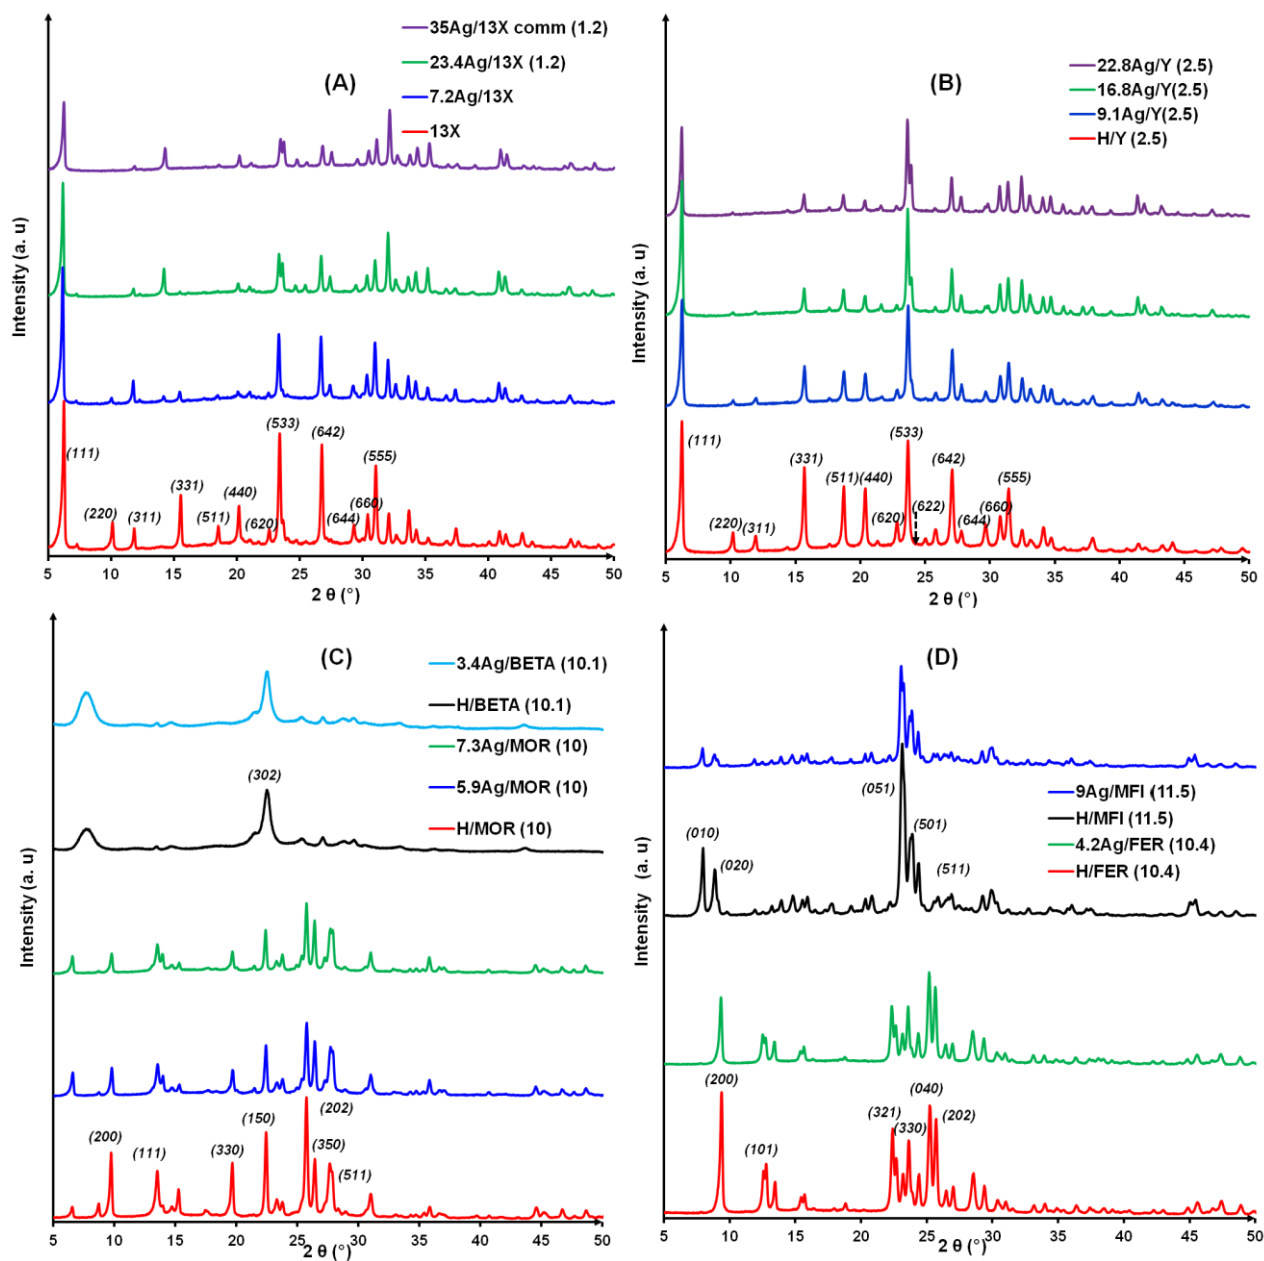 35Ag/13X comm (1.2)
23.4Ag/13X (1.2)
7.2Ag/13X
13X
(A)
Intensity (a. u)
(111)
(220)
(311)
(331)
(511)
(440)
(620)
(533)
(642)
(644)
(660)
(555)
5 10 15 20 25 30 35 40 45 50
2 θ (°)
22.8Ag/Y (2.5)
16.8Ag/Y(2.5)
9.1Ag/Y(2.5)
H/Y (2.5)
(B)
Intensity (a. u)
(111)
(220)
(311)
(331)
(511)
(440)
(620)
(533)
(622)
(642)
(644)
(660)
(555)
5 10 15 20 25 30 35 40 45 50
2 θ (°)
(C)
3.4Ag/BETA (10.1)
H/BETA (10.1)
7.3Ag/MOR (10)
5.9Ag/MOR (10)
H/MOR (10)
(302)
Intensity (a. u)
(200)
(111)
(330)
(150)
(202)
(350)
(511)
5 10 15 20 25 30 35 40 45 50
2 θ (°)
(D)
9Ag/MFI (11.5)
H/MFI (11.5)
4.2Ag/FER (10.4)
H/FER (10.4)
Intensity (a. u)
(010)
(020)
(051)
(501)
(511)
(200)
(101)
(321)
(330)
(040)
(202)
5 10 15 20 25 30 35 40 45 50
2 θ (°)